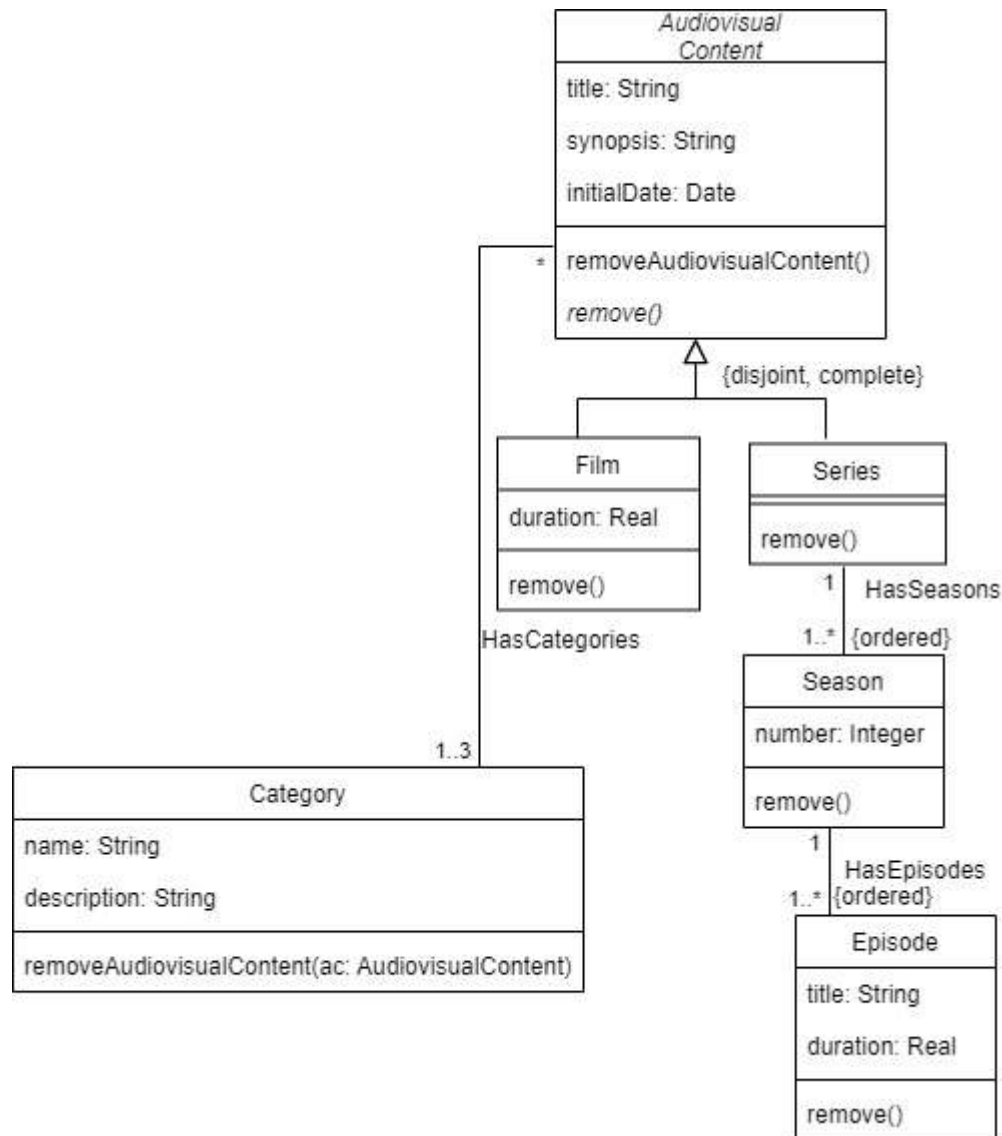 Audiovisual
Content
title: String
synopsis: String
initialDate: Date
*
removeAudiovisualContent()
remove()
{disjoint, complete}
Film
duration: Real
remove()
Series
remove()
1
HasSeasons
1..*
{ordered}
HasCategories
Season
number: Integer
remove()
1
HasEpisodes
1..*
{ordered}
1..3
Category
name: String
description: String
removeAudiovisualContent(ac: AudiovisualContent)
Episode
title: String
duration: Real
remove()